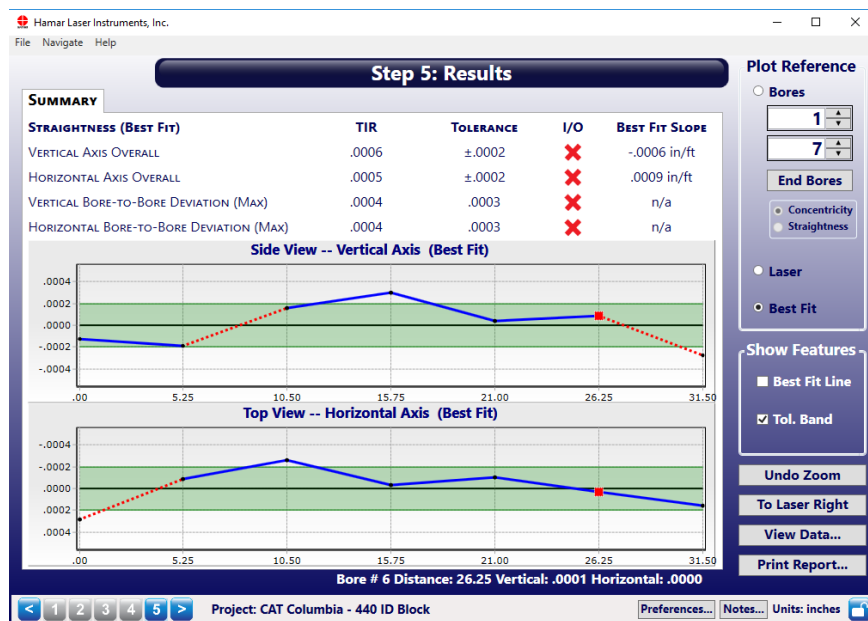 Hamar Laser Instruments, Inc.
File Navigate Help
Step 5: Results
Summary
Straightness (Best Fit) TIR Tolerance I/O Best Fit Slope
Vertical Axis Overall .0006 ±.0002 -.0006 in/ft
Horizontal Axis Overall .0005 ±.0002 .0009 in/ft
Vertical Bore-to-Bore Deviation (Max) .0004 .0003 n/a
Horizontal Bore-to-Bore Deviation (Max) .0004 .0003 n/a
Side View -- Vertical Axis (Best Fit)
.0004
.0002
.0000
-.0002
-.0004
.00 5.25 10.50 15.75 21.00 26.25 31.50
Top View -- Horizontal Axis (Best Fit)
-.0004
-.0002
.0000
.0002
.0004
.00 5.25 10.50 15.75 21.00 26.25 31.50
Bore # 6 Distance: 26.25 Vertical: .0001 Horizontal: .0000
Plot Reference
Bores
1
7
End Bores
Concentricity
Straightness
Laser
Best Fit
Show Features
Best Fit Line
Tol. Band
Undo Zoom
To Laser Right
View Data...
Print Report...
< 1 2 3 4 5 > Project: CAT Columbia - 440 ID Block Preferences... Notes... Units: inches